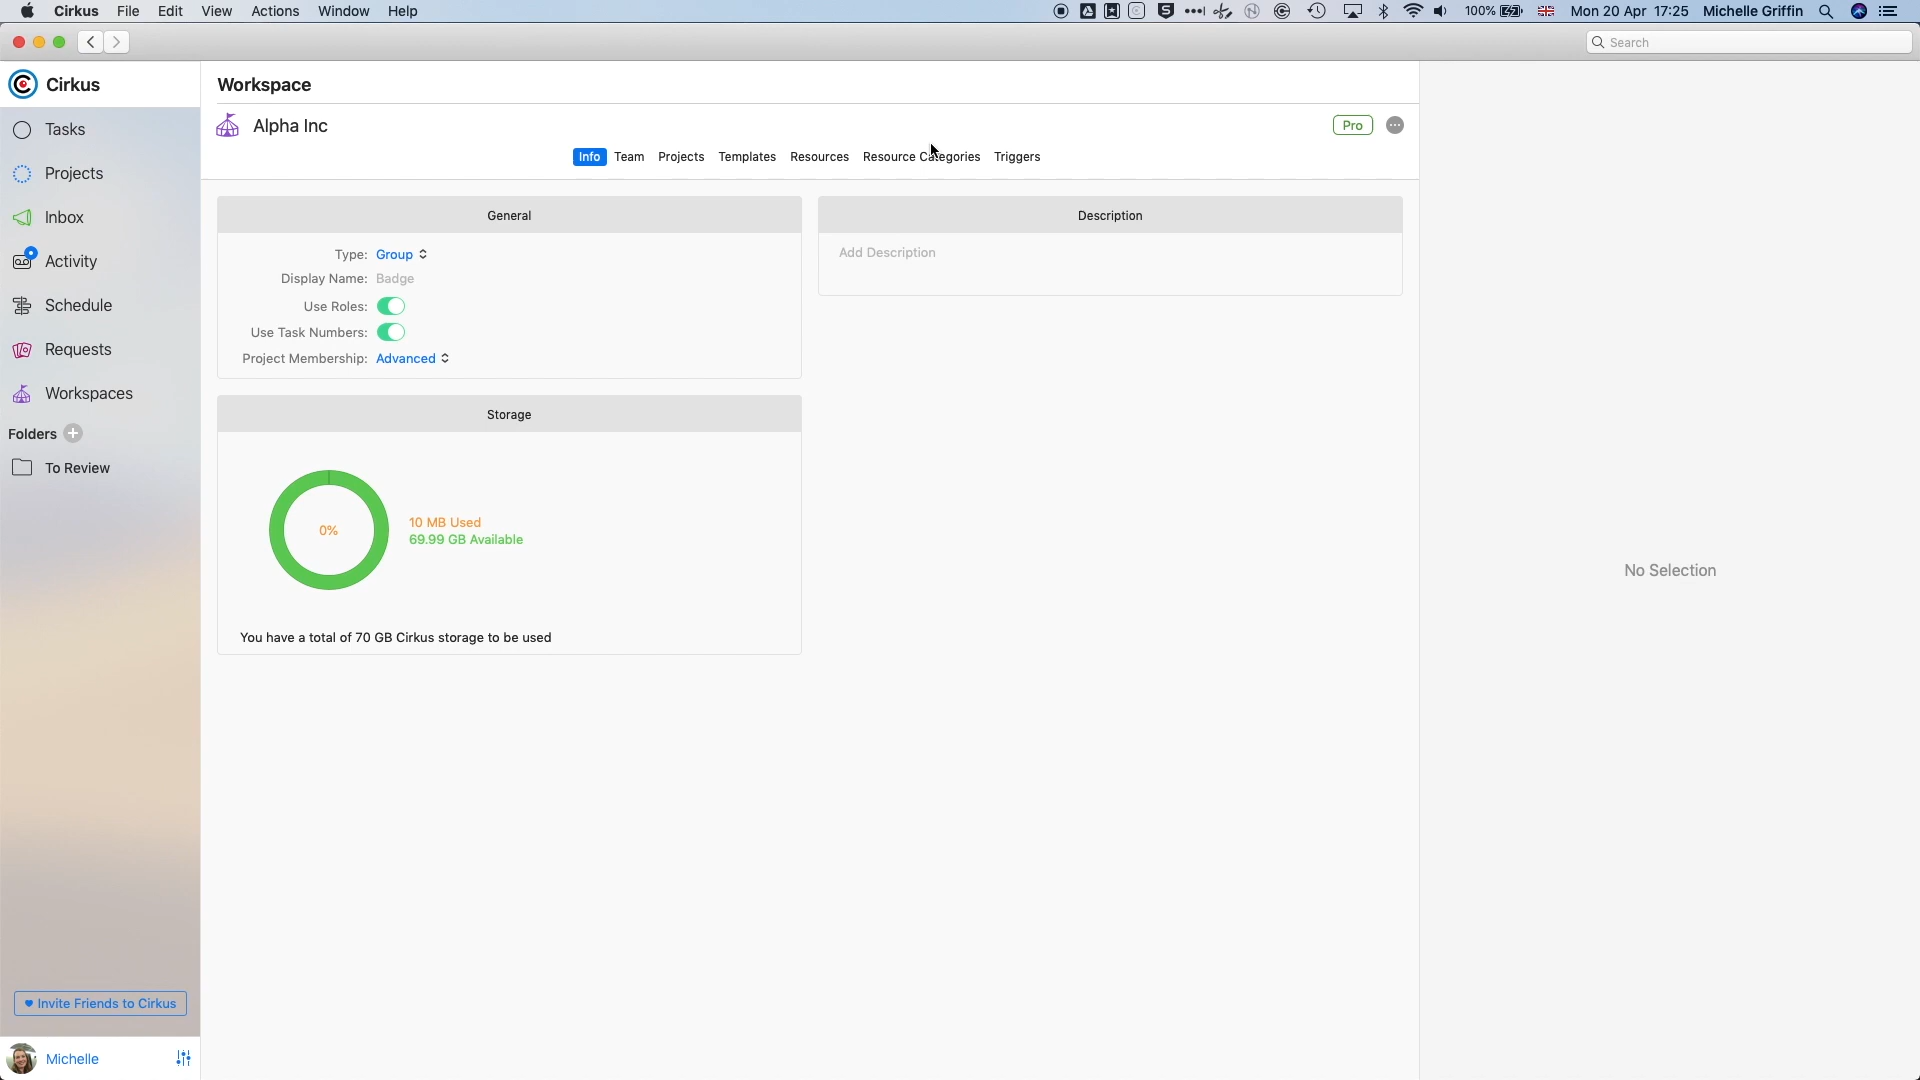 Cirkus File Edit View Actions Window Help
100% Mon 20 Apr 17:25 Michelle Griffin
Search
Cirkus
Tasks
Projects
Inbox
Activity
Schedule
Requests
Workspaces
Folders
To Review
Invite Friends to Cirkus
Michelle
Workspace
Alpha Inc
Pro
Info Team Projects Templates Resources Resource Categories Triggers
General
Type: Group
Display Name: Badge
Use Roles:
Use Task Numbers:
Project Membership: Advanced
Storage
0%
10 MB Used
69.99 GB Available
You have a total of 70 GB Cirkus storage to be used
Description
Add Description
No Selection